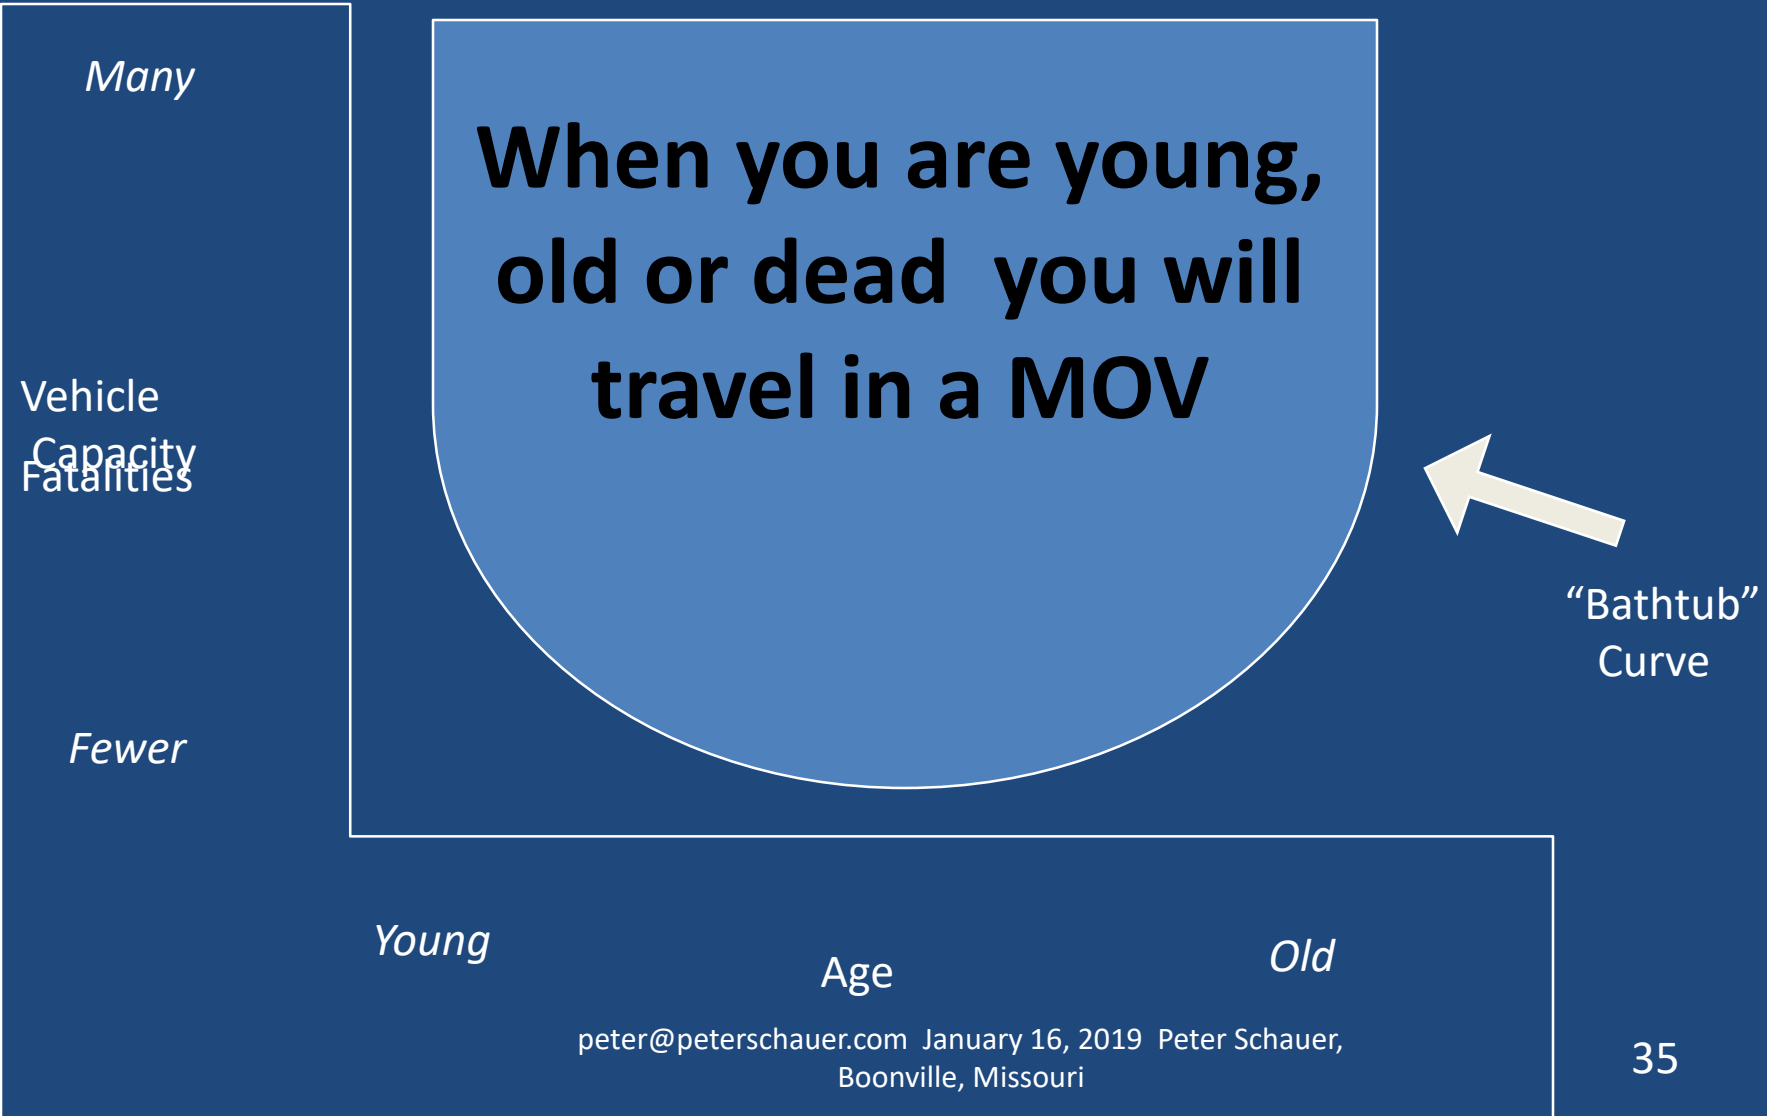 Many
When you are young,
old or dead  you will
travel in a MOV
Vehicle
Capacity
Fatalities
“Bathtub”
Curve
Fewer
Young
Age
Old
peter@peterschauer.com  January 16, 2019  Peter Schauer,
Boonville, Missouri
35